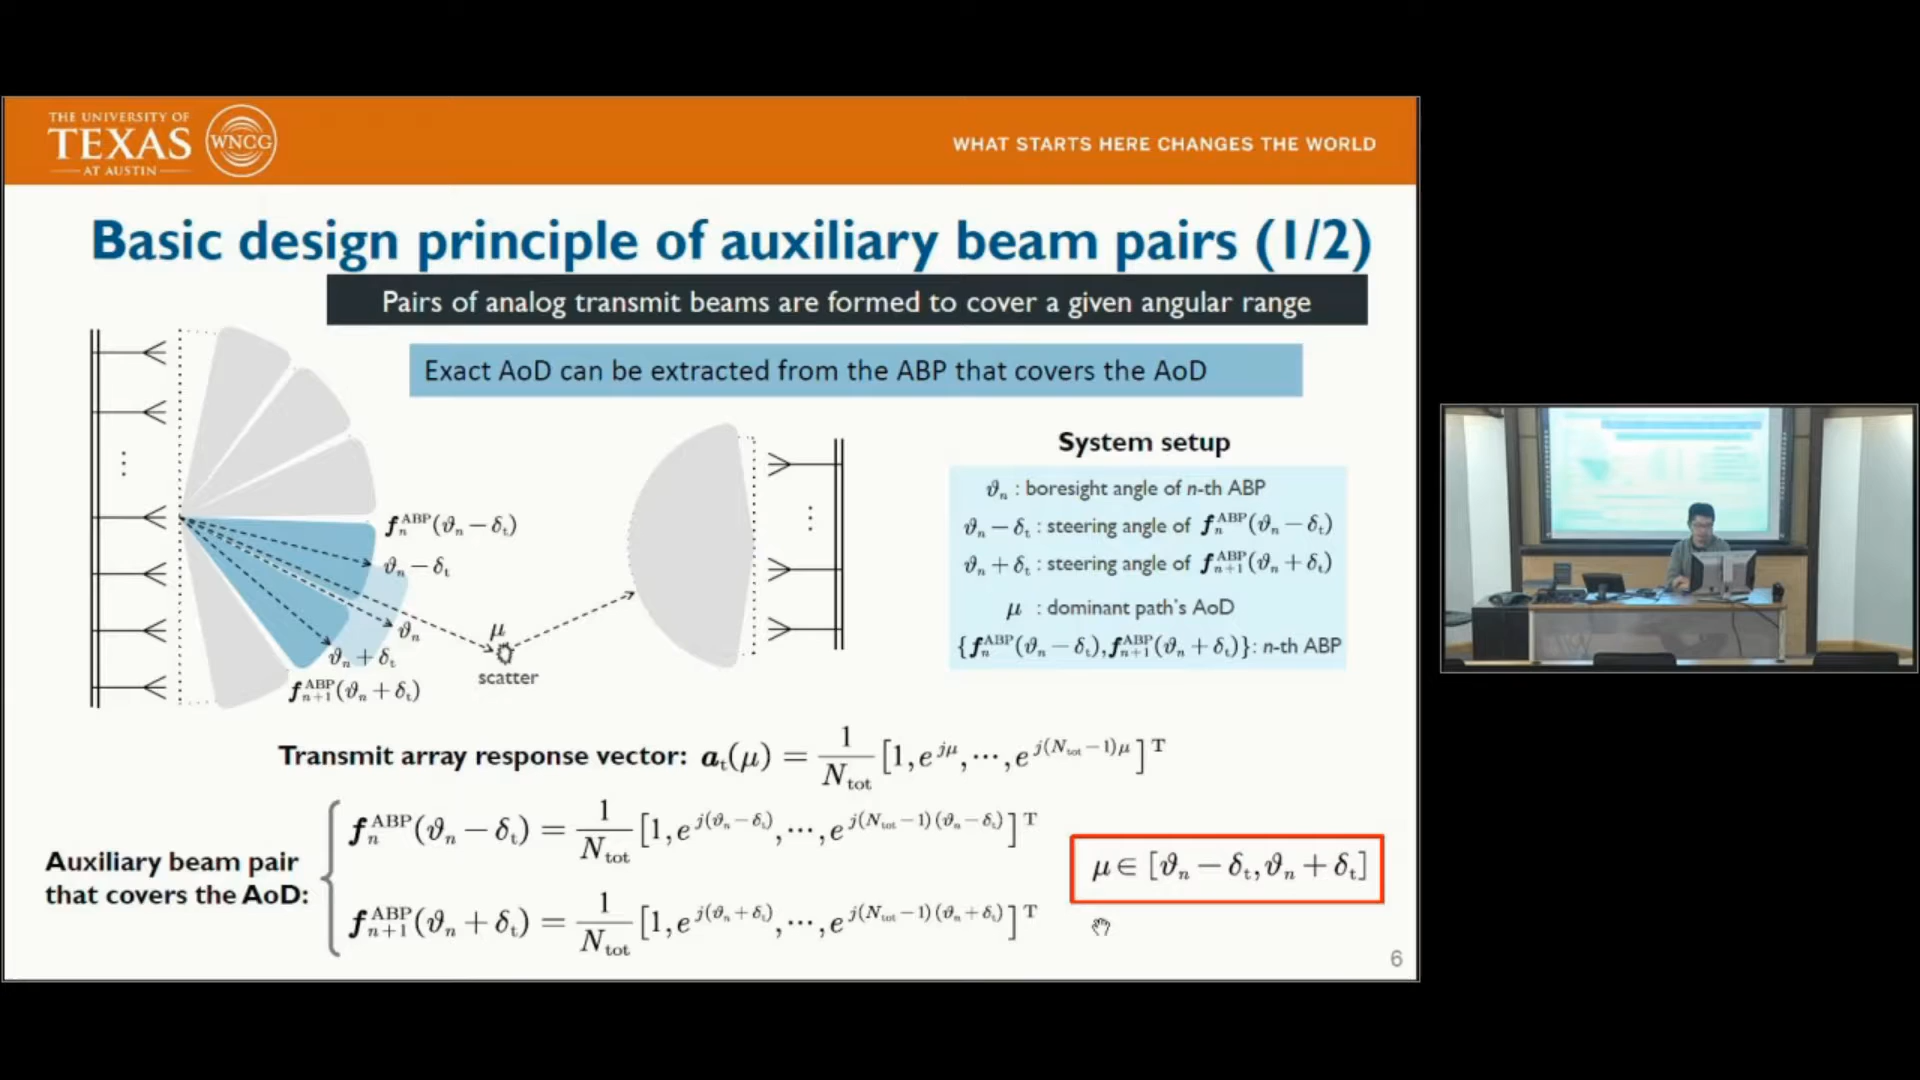 THE UNIVERSITY OF
TEXAS
AT AUSTIN
WNCG
WHAT STARTS HERE CHANGES THE WORLD
Basic design principle of auxiliary beam pairs (1/2)
Pairs of analog transmit beams are formed to cover a given angular range
Exact AoD can be extracted from the ABP that covers the AoD
⋮
f_n^ABP(ϑ_n − δ_t)
ϑ_n − δ_t
ϑ_n
ϑ_n + δ_t
f_{n+1}^ABP(ϑ_n + δ_t)
μ
scatter
⋮
System setup
ϑ_n : boresight angle of n-th ABP
ϑ_n − δ_t : steering angle of f_n^ABP(ϑ_n − δ_t)
ϑ_n + δ_t : steering angle of f_{n+1}^ABP(ϑ_n + δ_t)
μ : dominant path's AoD
{f_n^ABP(ϑ_n − δ_t), f_{n+1}^ABP(ϑ_n + δ_t)}: n-th ABP
Transmit array response vector: a_t(μ) = 1/N_tot [1, e^{jμ}, ⋯, e^{j(N_tot−1)μ}]^T
Auxiliary beam pair
that covers the AoD:
f_n^ABP(ϑ_n − δ_t) = 1/N_tot [1, e^{j(ϑ_n−δ_t)}, ⋯, e^{j(N_tot−1)(ϑ_n−δ_t)}]^T
f_{n+1}^ABP(ϑ_n + δ_t) = 1/N_tot [1, e^{j(ϑ_n+δ_t)}, ⋯, e^{j(N_tot−1)(ϑ_n+δ_t)}]^T
μ ∈ [ϑ_n − δ_t, ϑ_n + δ_t]
6